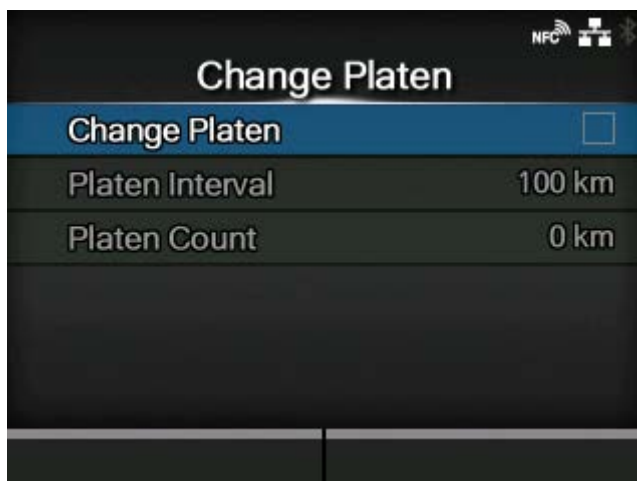 NFC
Change Platen
Change Platen
Platen Interval 100 km
Platen Count 0 km